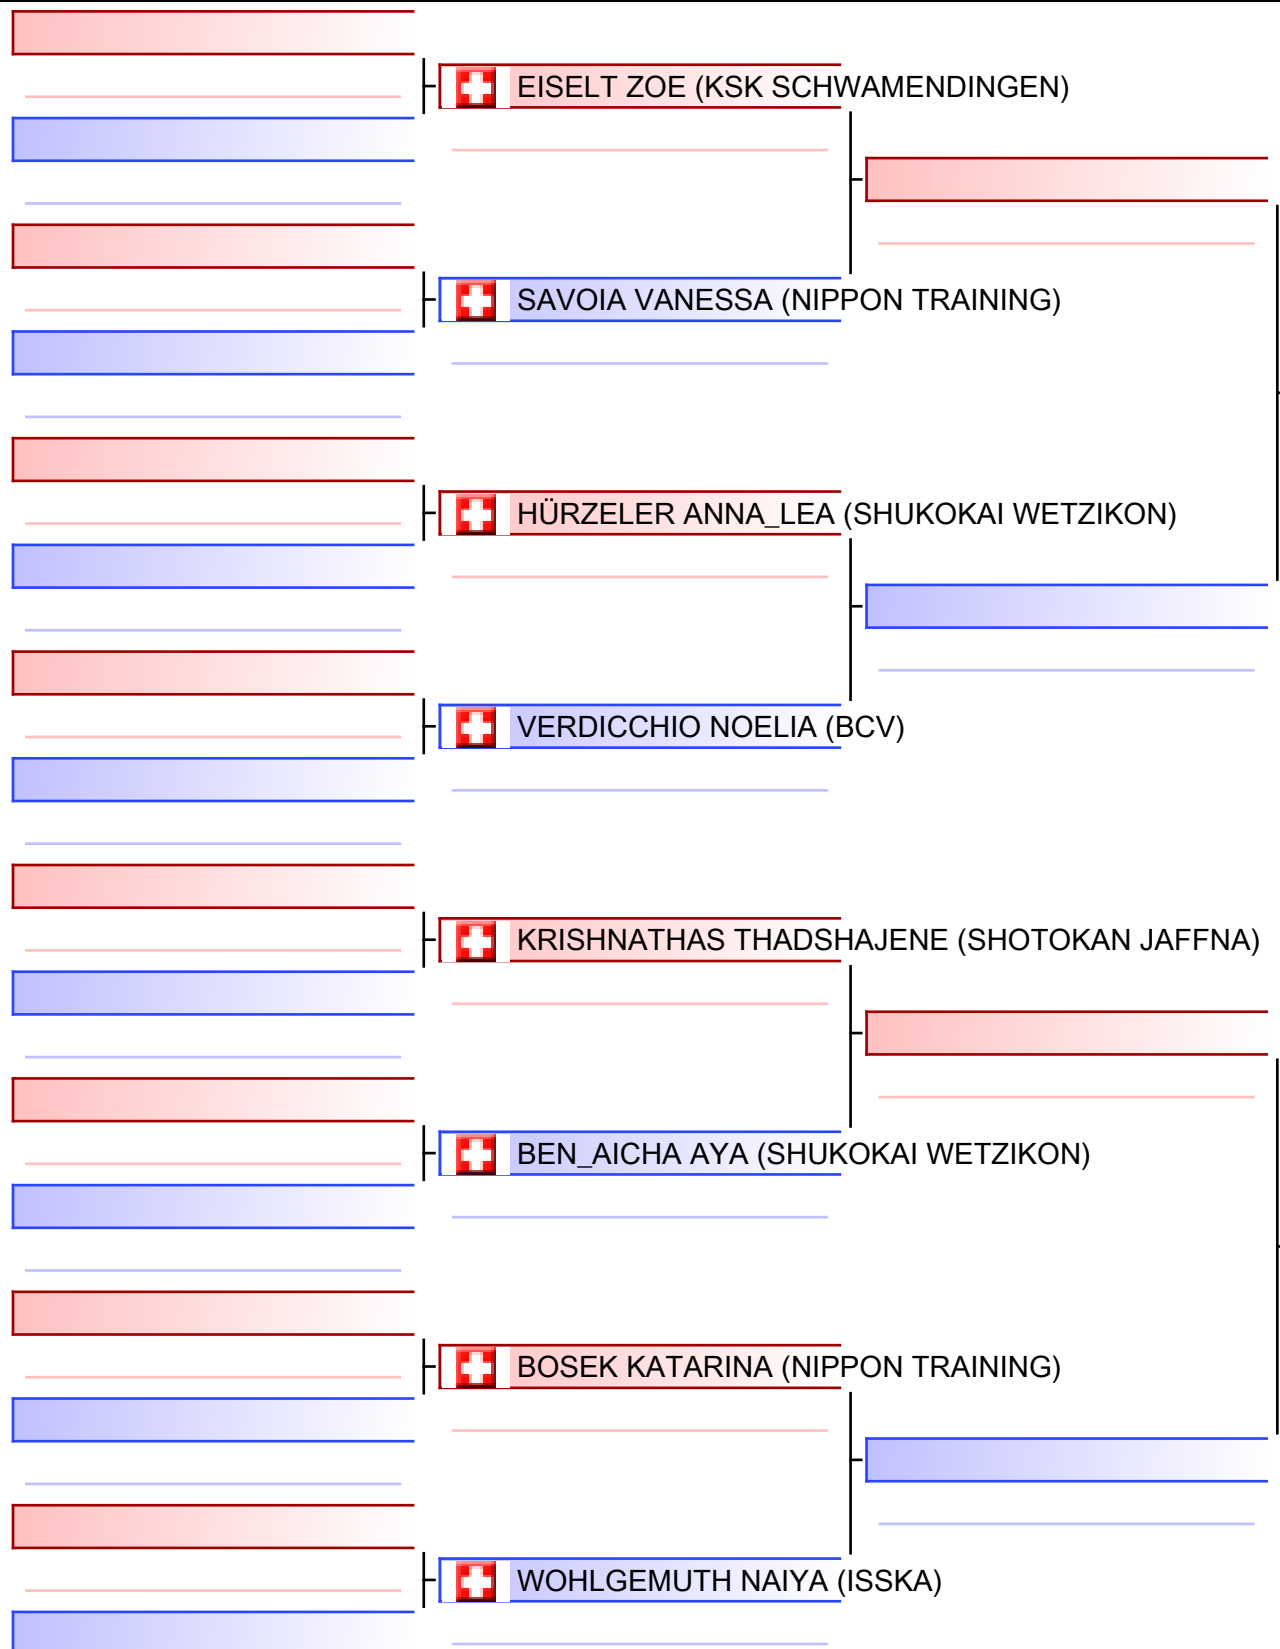 EISELT ZOE (KSK SCHWAMENDINGEN)
SAVOIA VANESSA (NIPPON TRAINING)
HÜRZELER ANNA_LEA (SHUKOKAI WETZIKON)
VERDICCHIO NOELIA (BCV)
KRISHNATHAS THADSHAJENE (SHOTOKAN JAFFNA)
BEN_AICHA AYA (SHUKOKAI WETZIKON)
BOSEK KATARINA (NIPPON TRAINING)
WOHLGEMUTH NAIYA (ISSKA)